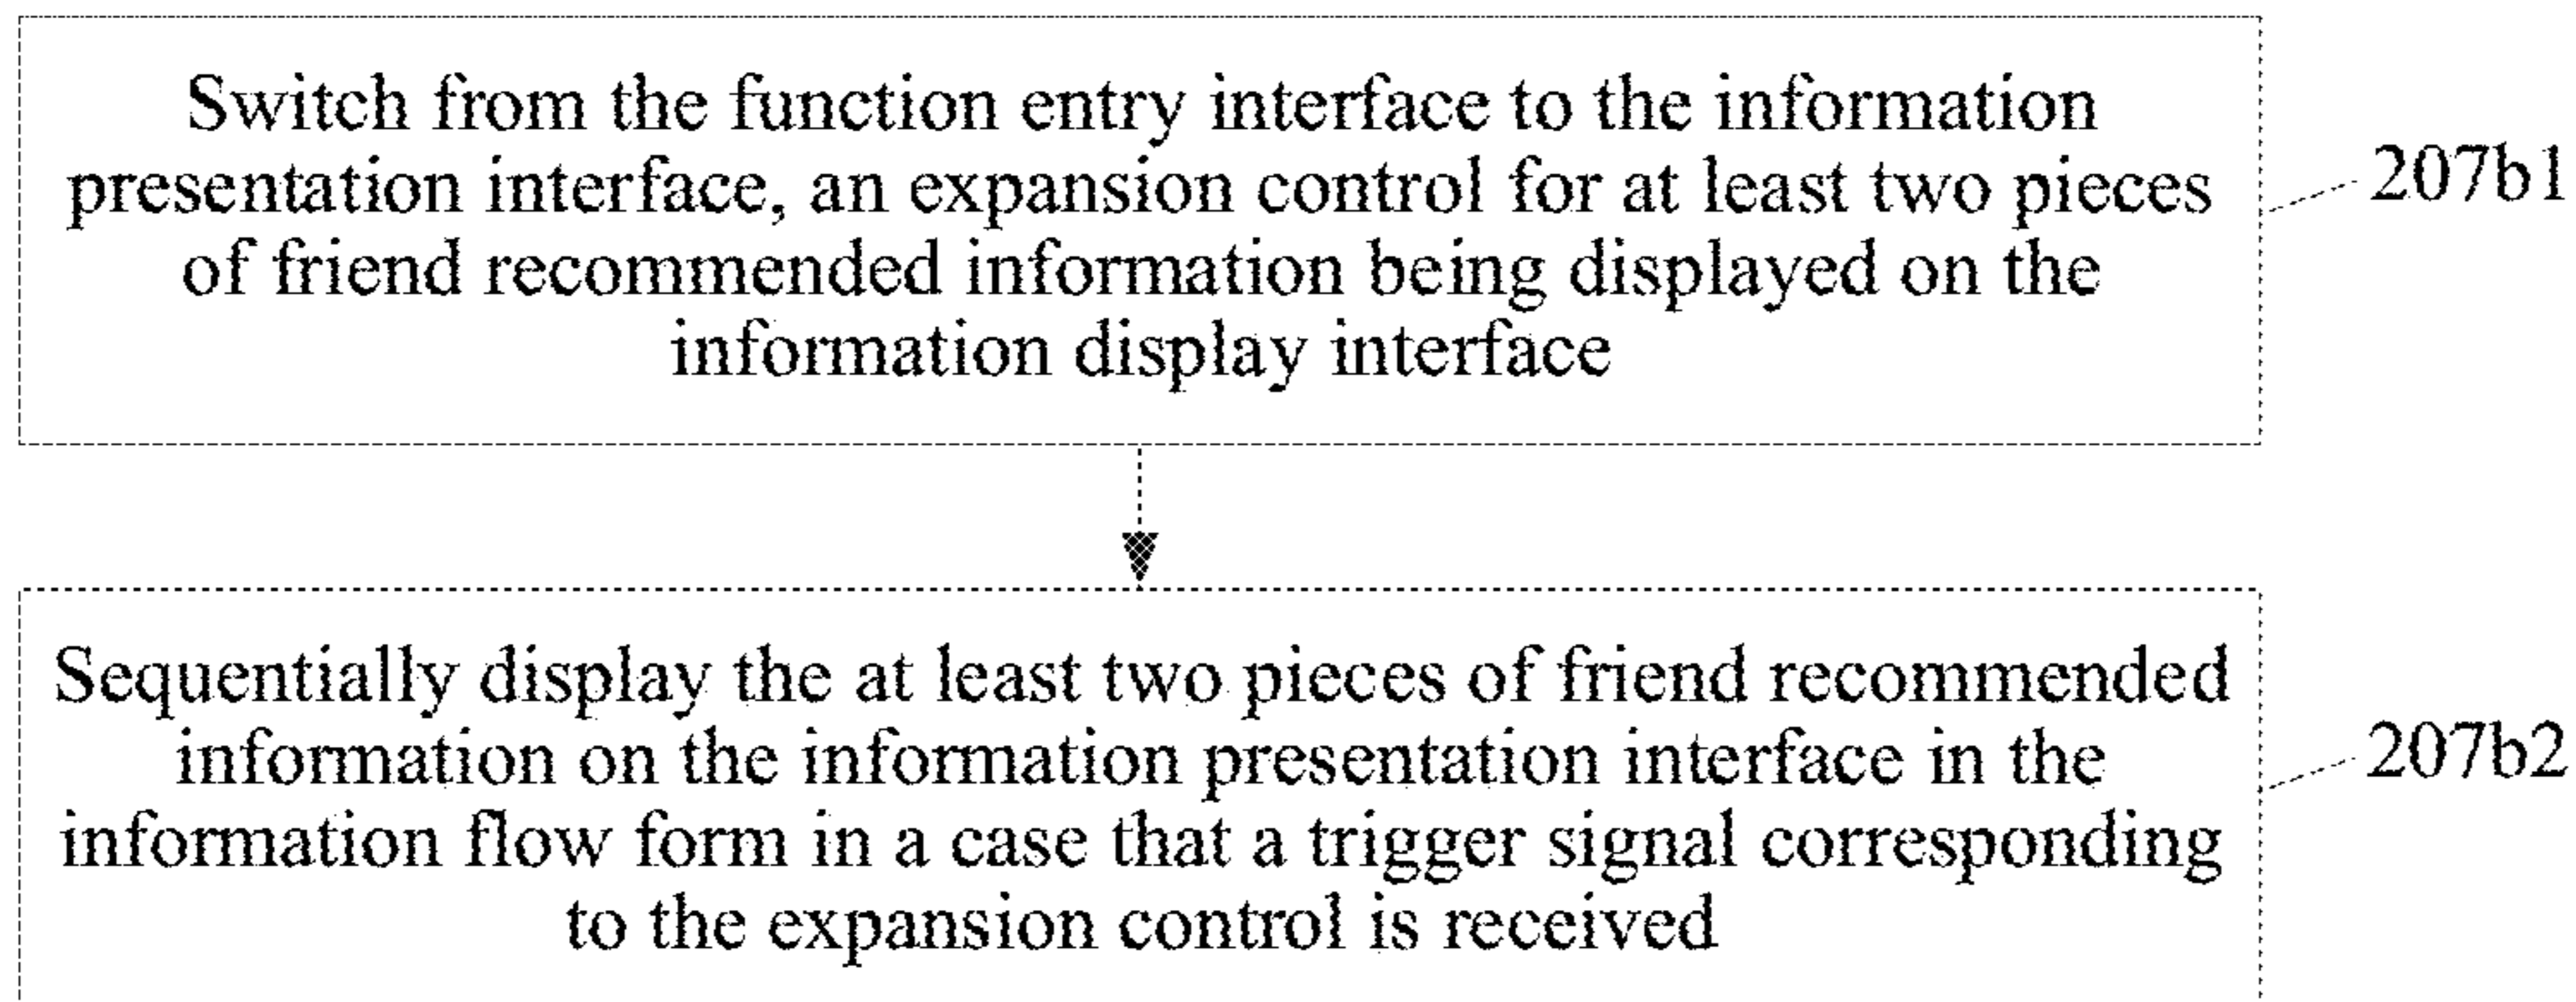 Switch from the function entry interface to the information
presentation interface, an expansion control for at least two pieces
of friend recommended information being displayed on the
information display interface
207b1
Sequentially display the at least two pieces of friend recommended
information on the information presentation interface in the
information flow form in a case that a trigger signal corresponding
to the expansion control is received
207b2